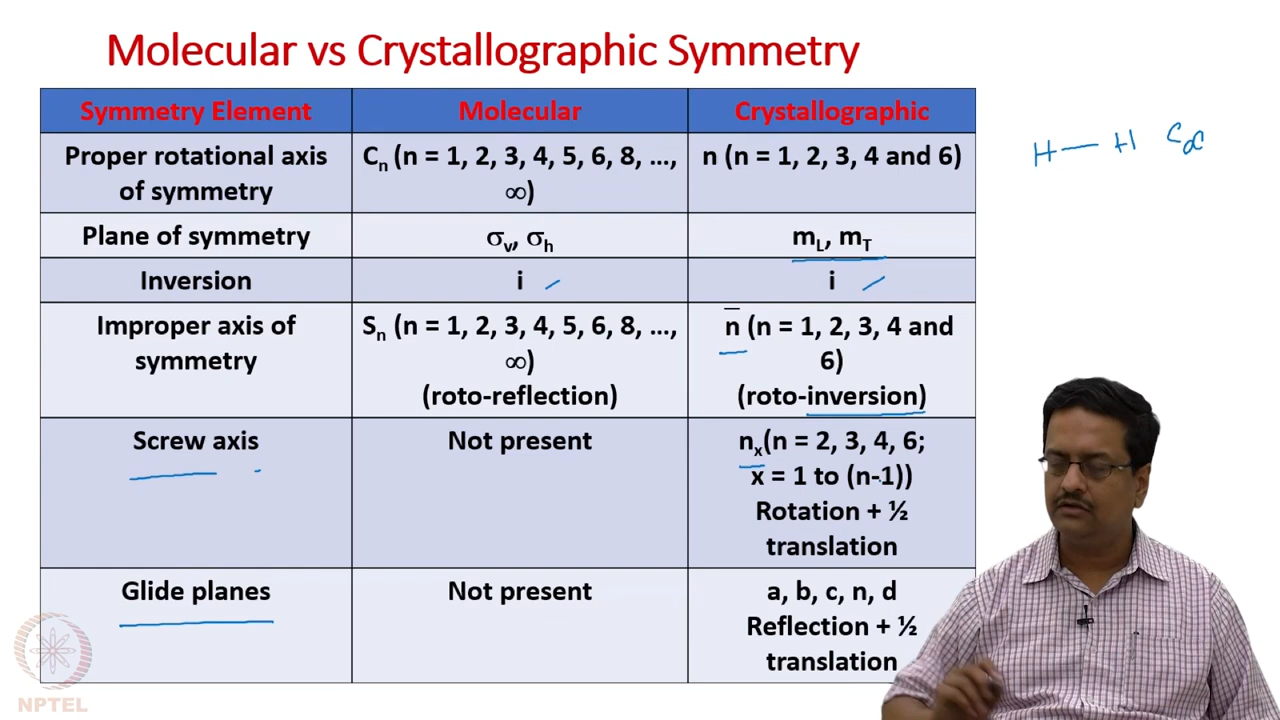 Molecular vs Crystallographic Symmetry
Symmetry Element
Molecular
Crystallographic
Proper rotational axis
of symmetry
Cn (n = 1, 2, 3, 4, 5, 6, 8, ...,
∞)
n (n = 1, 2, 3, 4 and 6)
Plane of symmetry
σv, σh
mL, mT
Inversion
i
i
Improper axis of
symmetry
Sn (n = 1, 2, 3, 4, 5, 6, 8, ...,
∞)
(roto-reflection)
n̅ (n = 1, 2, 3, 4 and
6)
(roto-inversion)
Screw axis
Not present
nx(n = 2, 3, 4, 6;
x = 1 to (n-1))
Rotation + ½
translation
Glide planes
Not present
a, b, c, n, d
Reflection + ½
translation
H — H C∞
NPTEL